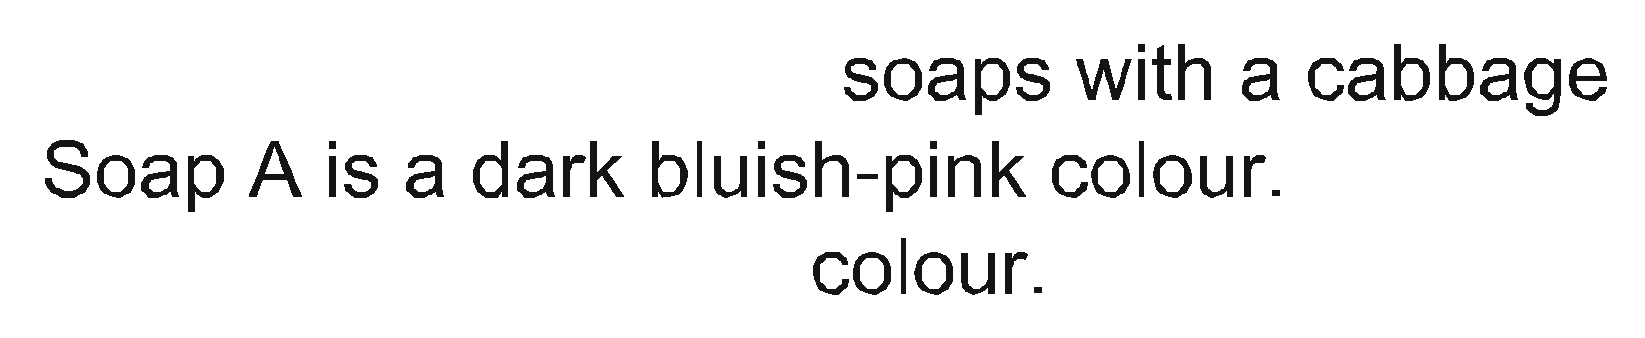 soaps with a cabbage
Soap A is a dark bluish-pink colour.
colour.